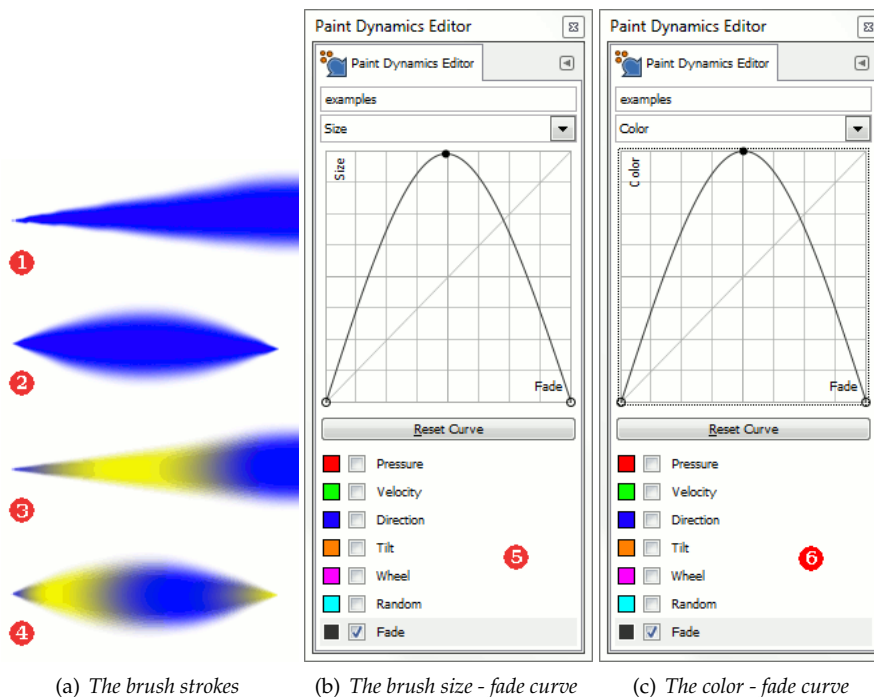 1
2
3
4
Paint Dynamics Editor
Paint Dynamics Editor
examples
Size
Size
Fade
Reset Curve
Pressure
Velocity
Direction
Tilt
Wheel
Random
Fade
5
Paint Dynamics Editor
Paint Dynamics Editor
examples
Color
Color
Fade
Reset Curve
Pressure
Velocity
Direction
Tilt
Wheel
Random
Fade
6
(a) The brush strokes
(b) The brush size - fade curve
(c) The color - fade curve